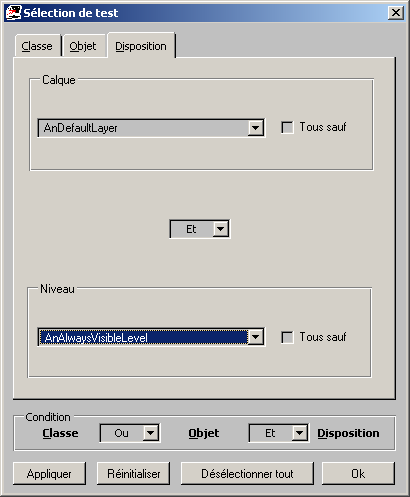 Sélection de test
Classe Objet Disposition
Calque
AnDefaultLayer Tous sauf
Et
Niveau
AnAlwaysVisibleLevel Tous sauf
Condition
Classe Ou Objet Et Disposition
Appliquer Réinitialiser Désélectionner tout Ok